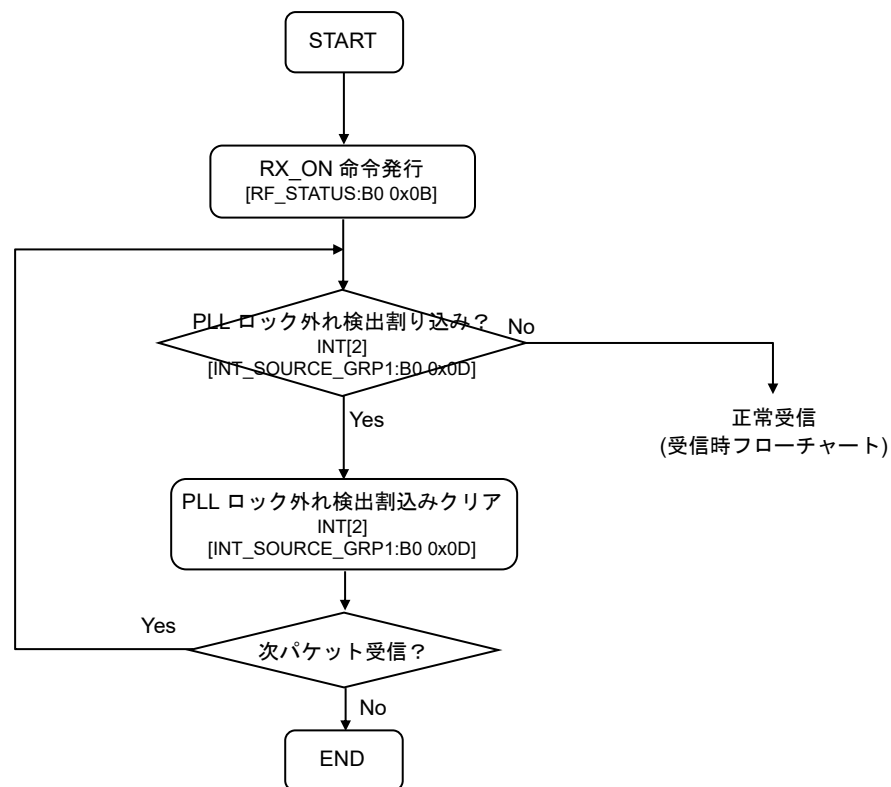 START
RX_ON 命令発行
[RF_STATUS:B0 0x0B]
PLL ロック外れ検出割り込み？
INT[2]
[INT_SOURCE_GRP1:B0 0x0D]
No
正常受信
(受信時フローチャート)
Yes
PLL ロック外れ検出割込みクリア
INT[2]
[INT_SOURCE_GRP1:B0 0x0D]
Yes
次パケット受信？
No
END